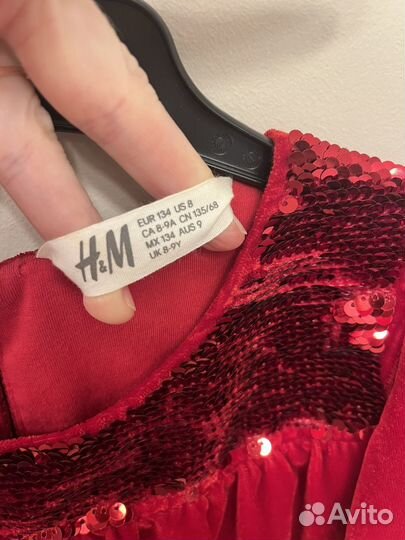 H&M
EUR 134 US 8
CA 8-9A CN 135/68
MX 134 AUS 9
UK 8-9Y
Avito